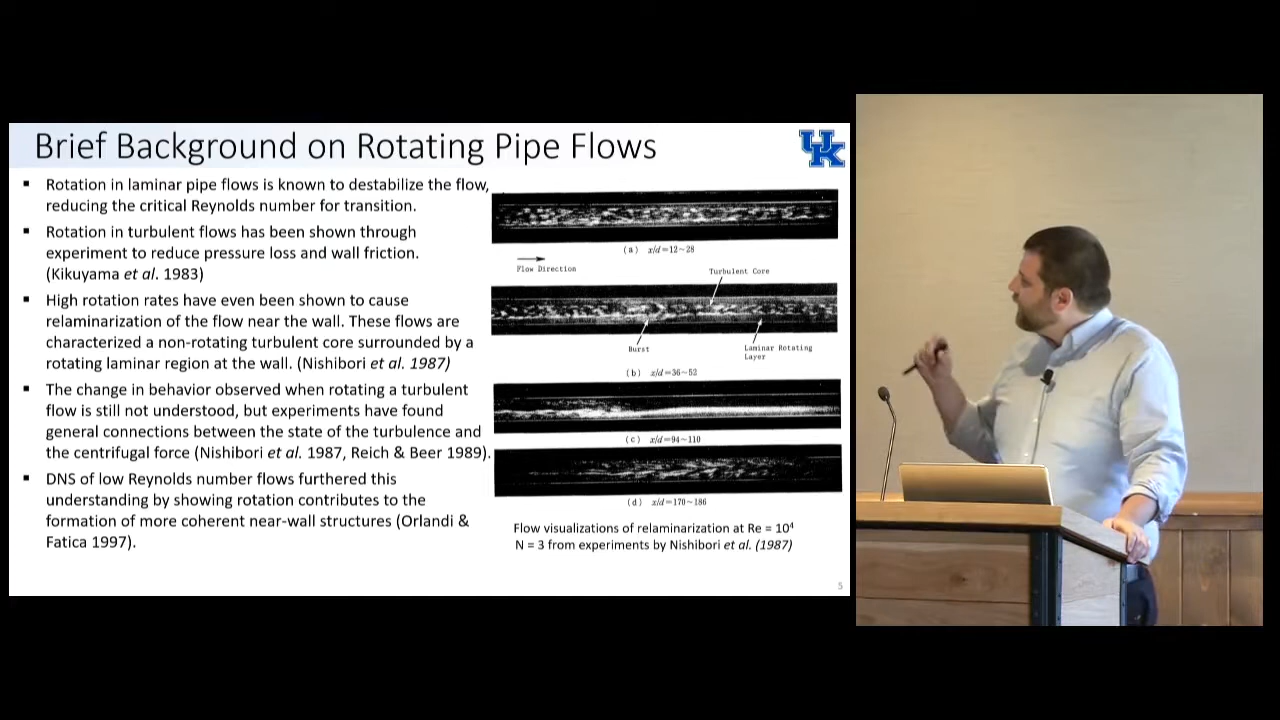 Brief Background on Rotating Pipe Flows
UK
▪ Rotation in laminar pipe flows is known to destabilize the flow,
reducing the critical Reynolds number for transition.
▪ Rotation in turbulent flows has been shown through
experiment to reduce pressure loss and wall friction.
(Kikuyama et al. 1983)
▪ High rotation rates have even been shown to cause
relaminarization of the flow near the wall. These flows are
characterized a non-rotating turbulent core surrounded by a
rotating laminar region at the wall. (Nishibori et al. 1987)
▪ The change in behavior observed when rotating a turbulent
flow is still not understood, but experiments have found
general connections between the state of the turbulence and
the centrifugal force (Nishibori et al. 1987, Reich & Beer 1989).
▪ DNS of low Reynolds number flows furthered this
understanding by showing rotation contributes to the
formation of more coherent near-wall structures (Orlandi &
Fatica 1997).
(a) x/d=12~28
Flow Direction
Turbulent Core
Burst
Laminar Rotating
Layer
(b) x/d=36~52
(c) x/d=94~110
(d) x/d=170~186
Flow visualizations of relaminarization at Re = 10⁴
N = 3 from experiments by Nishibori et al. (1987)
5